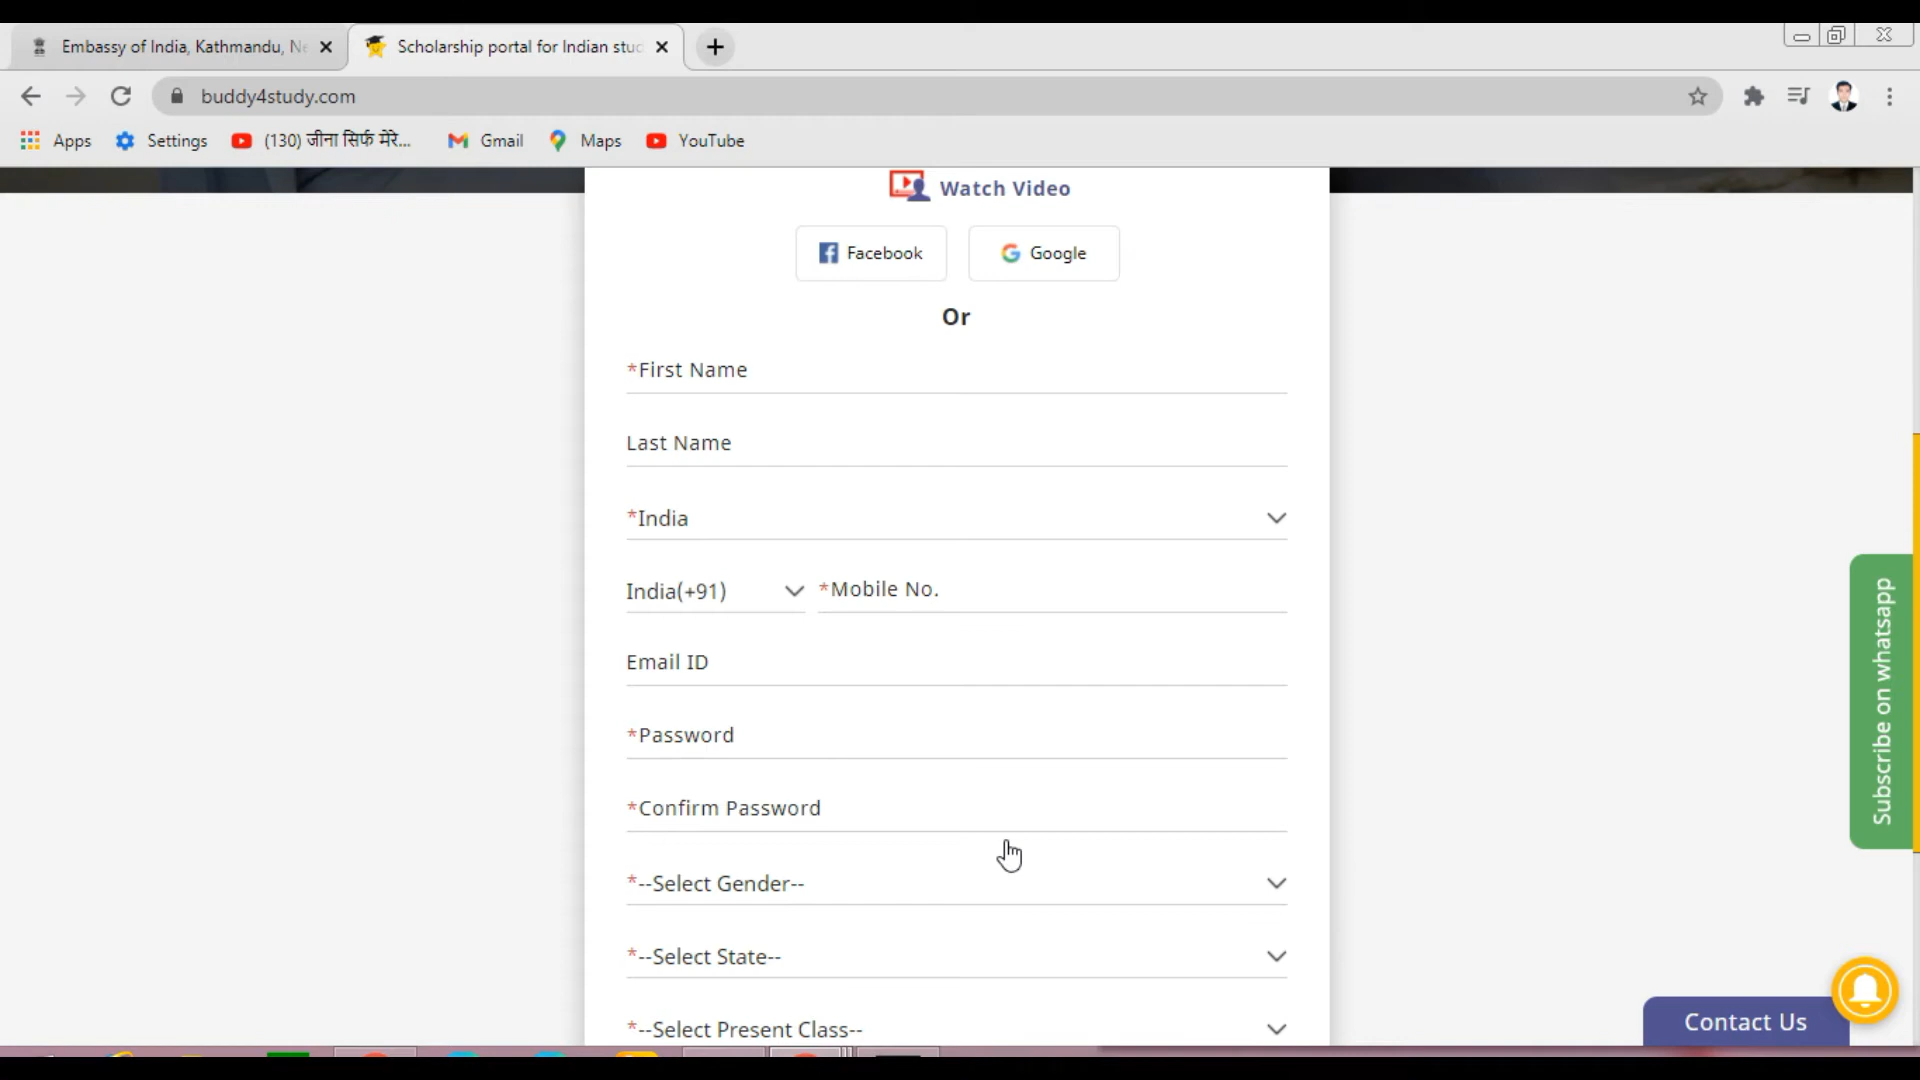 Embassy of India, Kathmandu, Ne
Scholarship portal for Indian stud
buddy4study.com
Apps
Settings
(130) जीना सिर्फ मेरे...
Gmail
Maps
YouTube
Watch Video
Facebook
Google
Or
*First Name
Last Name
*India
India(+91)
*Mobile No.
Email ID
*Password
*Confirm Password
*--Select Gender--
*--Select State--
*--Select Present Class--
Subscribe on whatsapp
Contact Us